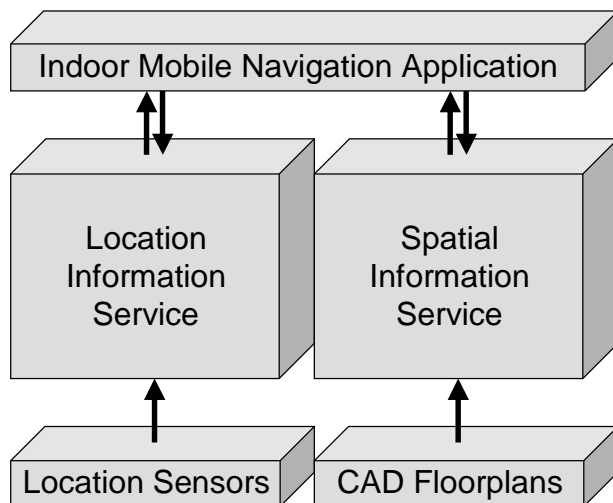 Indoor Mobile Navigation Application
Location
Information
Service
Spatial
Information
Service
Location Sensors
CAD Floorplans